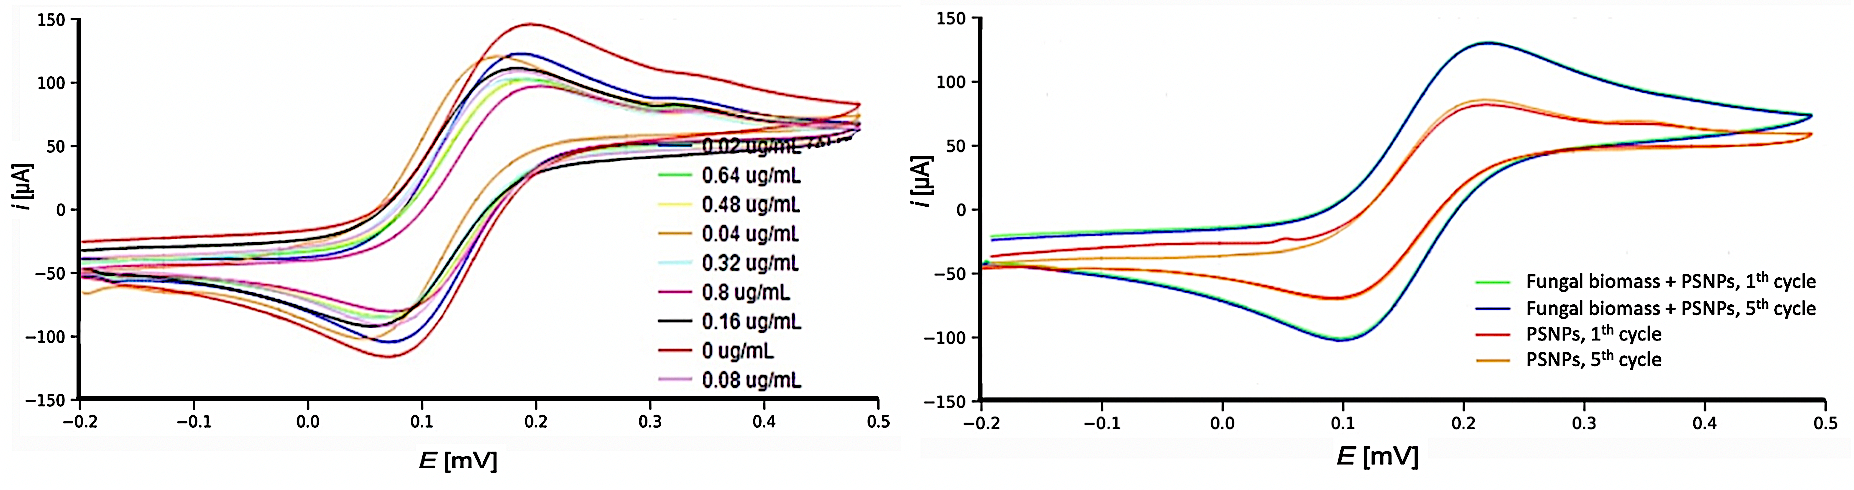 150
100
50
0
−50
−100
−150
−0.2 −0.1 0.0 0.1 0.2 0.3 0.4 0.5
i [µA]
E [mV]
0.02 ug/mL
0.64 ug/mL
0.48 ug/mL
0.04 ug/mL
0.32 ug/mL
0.8 ug/mL
0.16 ug/mL
0 ug/mL
0.08 ug/mL
150
100
50
0
−50
−100
−150
−0.2 −0.1 0.0 0.1 0.2 0.3 0.4 0.5
i [µA]
E [mV]
Fungal biomass + PSNPs, 1th cycle
Fungal biomass + PSNPs, 5th cycle
PSNPs, 1th cycle
PSNPs, 5th cycle